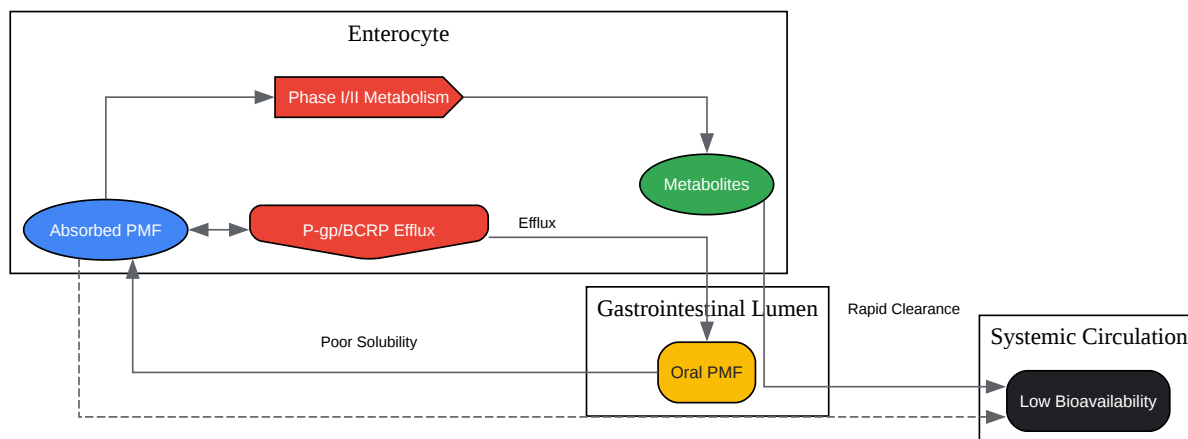 Enterocyte
Phase I/II Metabolism
Metabolites
Absorbed PMF
P-gp/BCRP Efflux
Efflux
Gastrointestinal Lumen
Rapid Clearance
Systemic Circulation
Poor Solubility
Oral PMF
Low Bioavailability